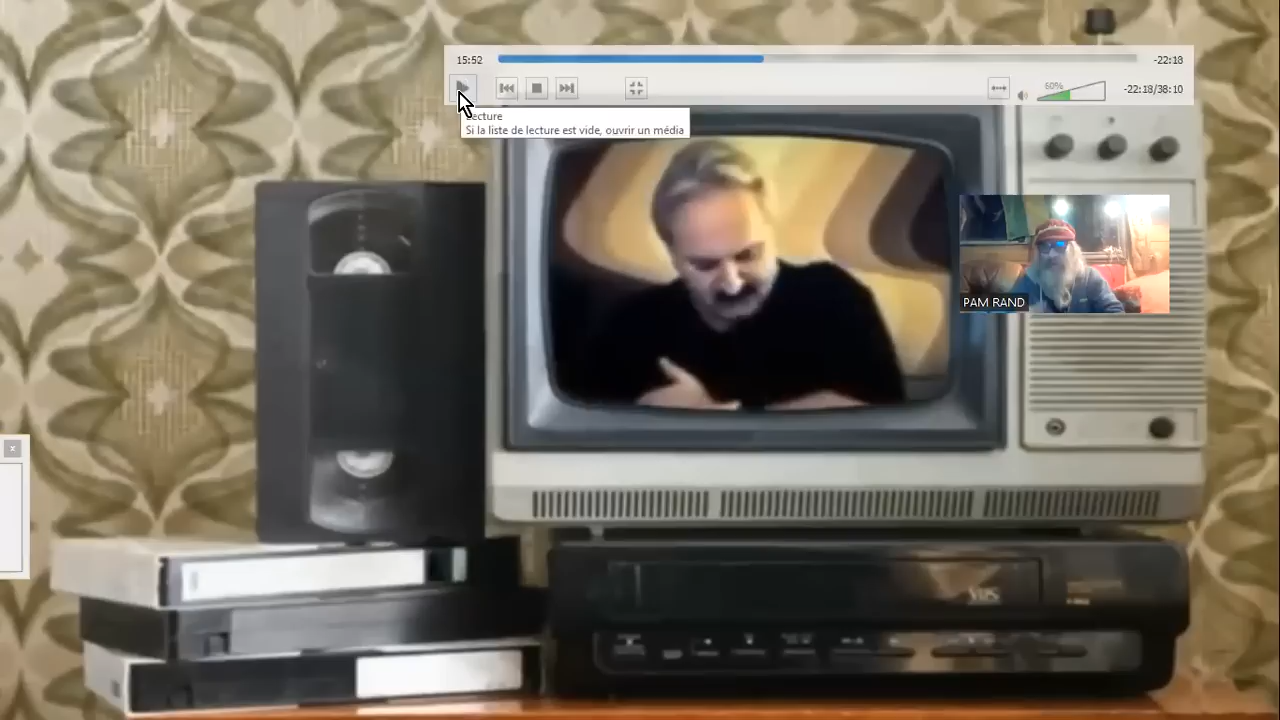 15:52
-22:18
60%
-22:18/38:10
Lecture
Si la liste de lecture est vide, ouvrir un média
PAM RAND
VHS